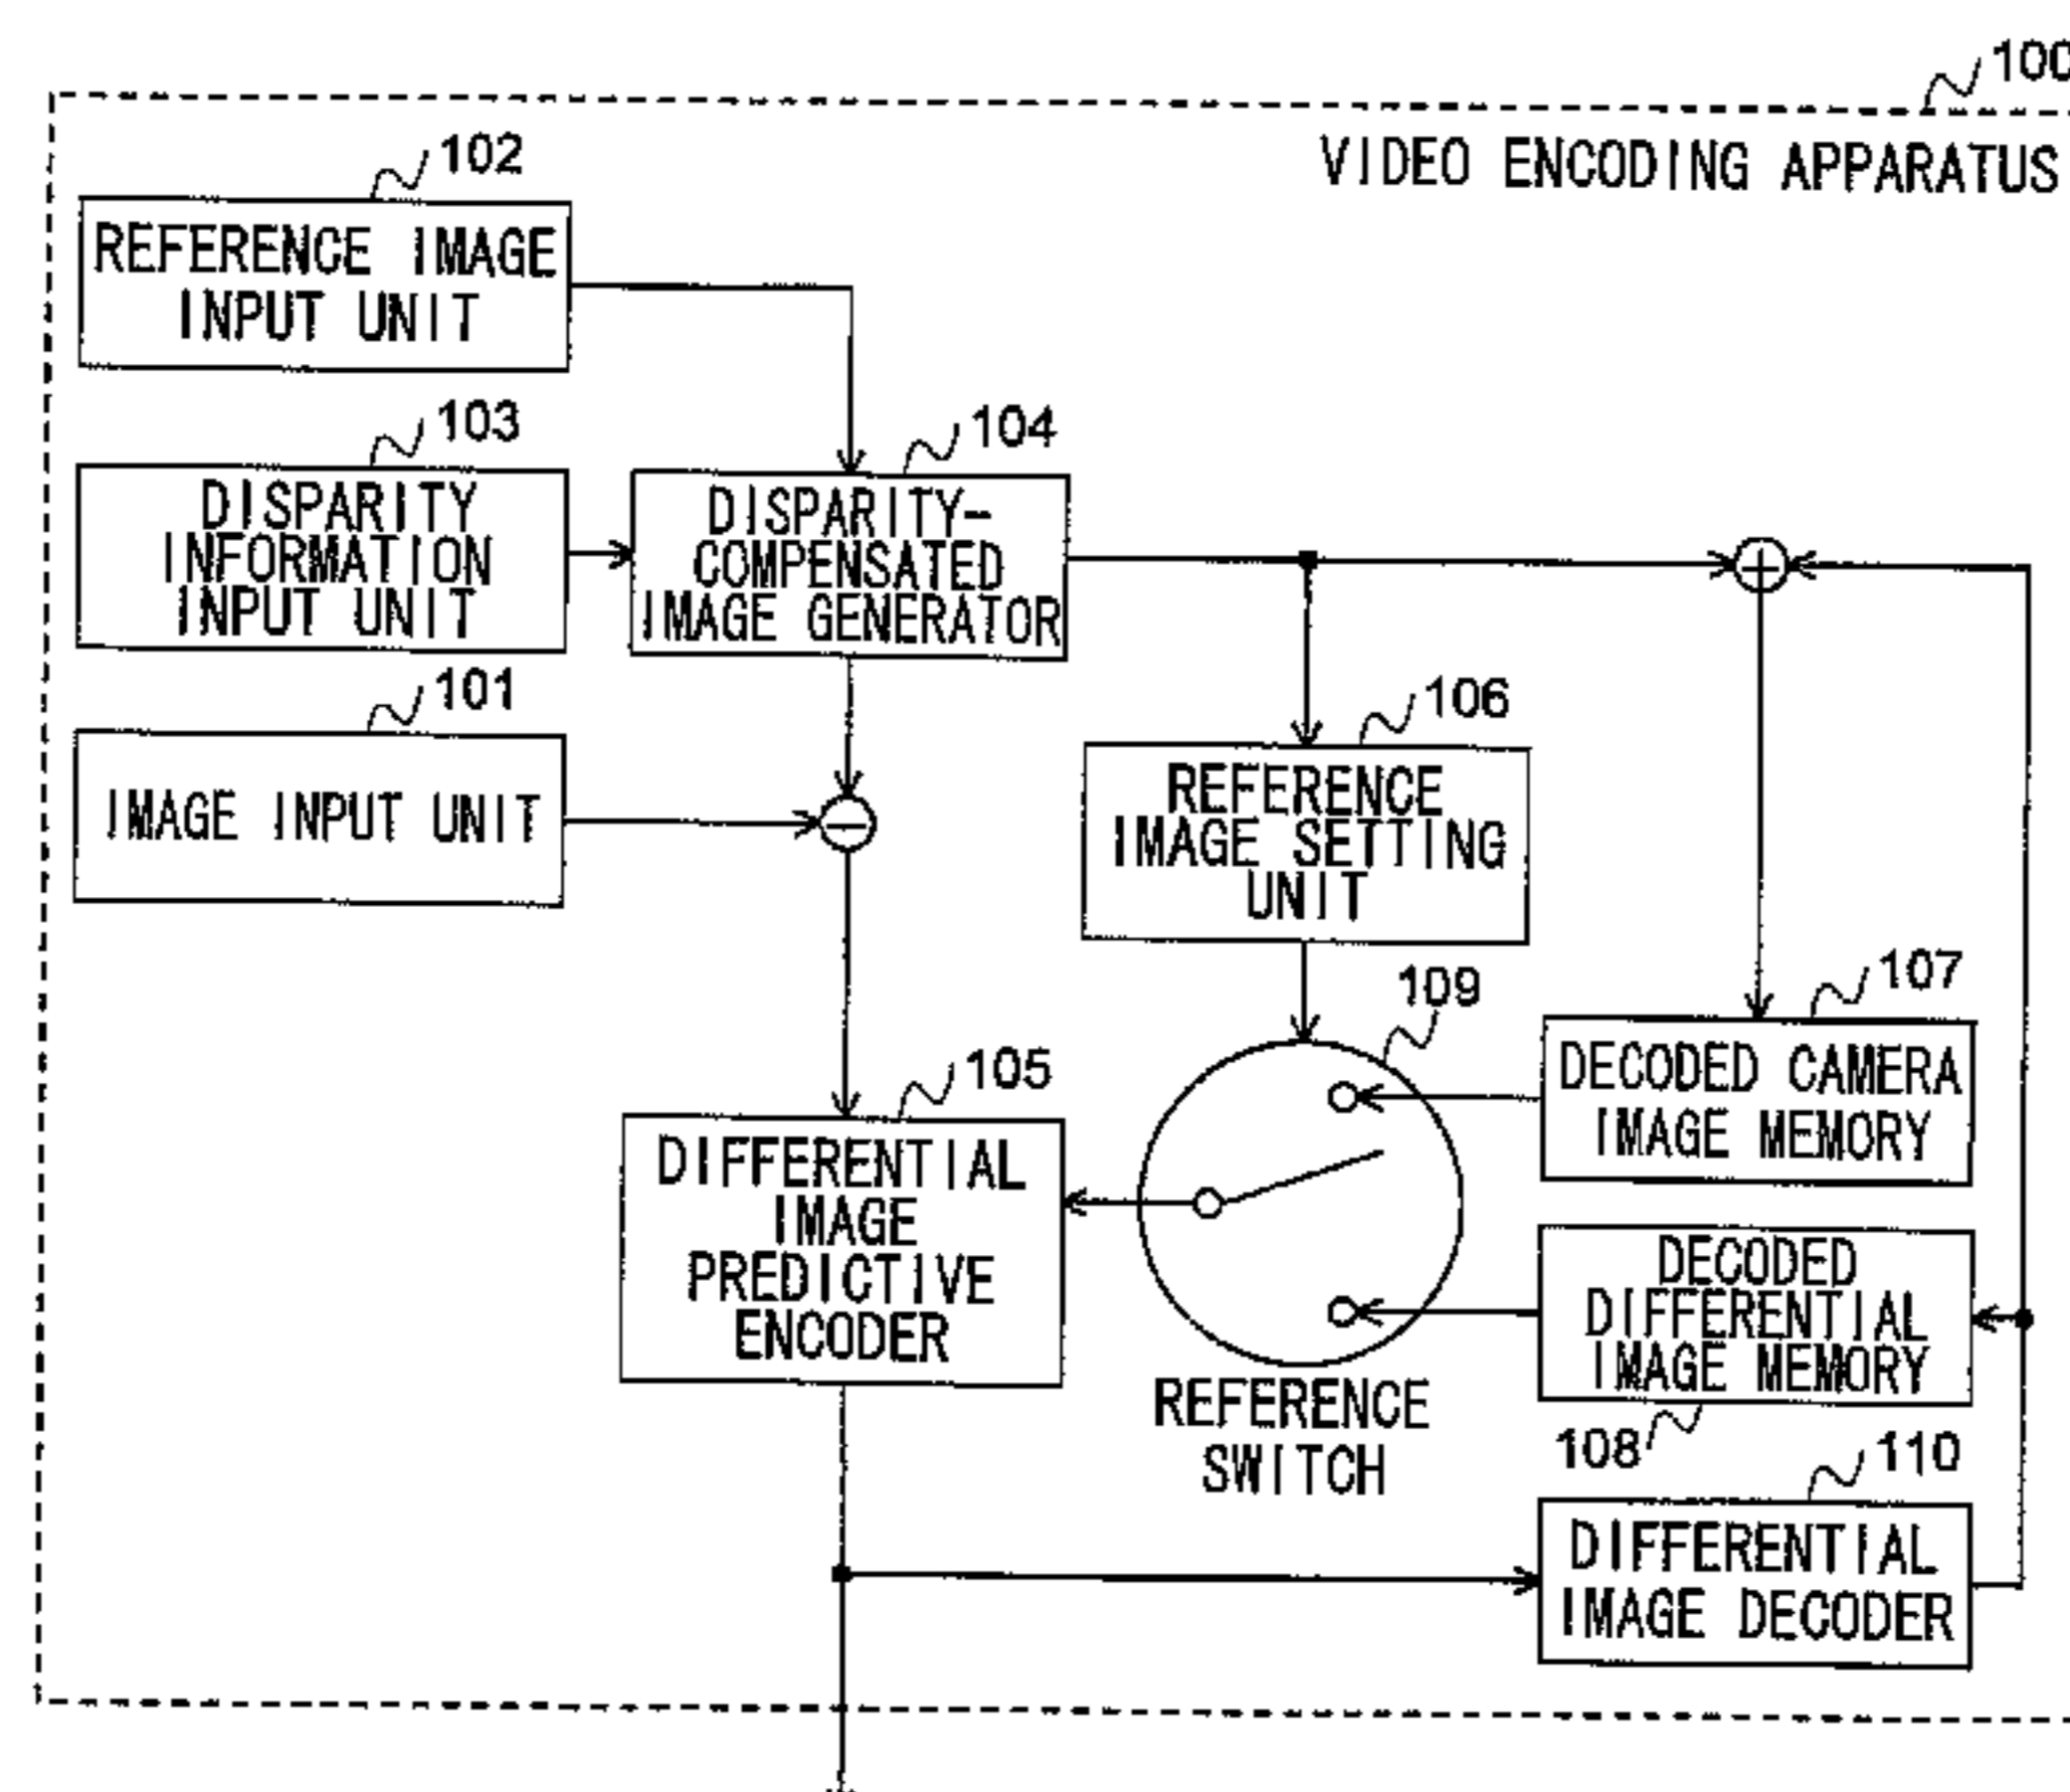 100
VIDEO ENCODING APPARATUS
102
REFERENCE IMAGE
INPUT UNIT
103
DISPARITY
INFORMATION
INPUT UNIT
104
DISPARITY-
COMPENSATED
IMAGE GENERATOR
101
IMAGE INPUT UNIT
106
REFERENCE
IMAGE SETTING
UNIT
109
107
DECODED CAMERA
IMAGE MEMORY
105
DIFFERENTIAL
IMAGE
PREDICTIVE
ENCODER
DECODED
DIFFERENTIAL
IMAGE MEMORY
108
REFERENCE
SWITCH
110
DIFFERENTIAL
IMAGE DECODER